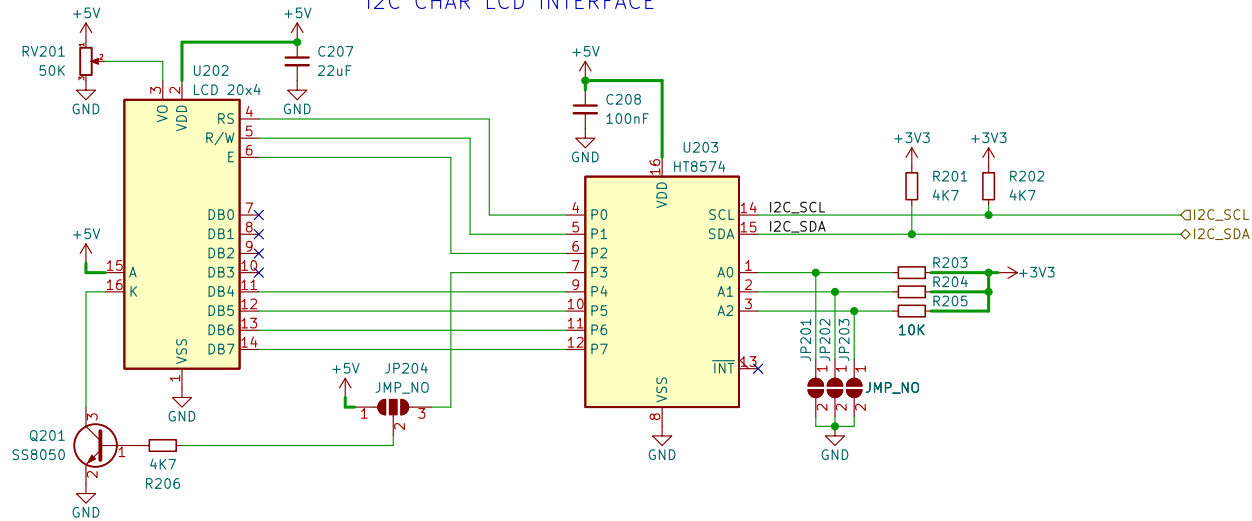 I2C CHAR LCD INTERFACE
+5V
+5V
RV201
50K
1
2
3
GND
C207
22uF
GND
U202
LCD 20x4
3
2
VO
VDD
RS 4
R/W 5
E 6
DB0 7
DB1 8
DB2 9
DB3 10
DB4 11
DB5 12
DB6 13
DB7 14
+5V
15 A
16 K
VSS
1
GND
Q201
SS8050
3
1
2
GND
4K7
R206
+5V
JP204
JMP_NO
1
2
3
+5V
C208
100nF
GND
U203
HT8574
16
VDD
4 P0
5 P1
6 P2
7 P3
9 P4
10 P5
11 P6
12 P7
SCL 14
SDA 15
A0 1
A1 2
A2 3
INT 13
VSS
8
GND
I2C_SCL
I2C_SDA
+3V3
R201
4K7
+3V3
R202
4K7
I2C_SCL
I2C_SDA
R203
R204
R205
10K
+3V3
JP201
JP202
JP203
1
1
1
JMP_NO
2
2
2
GND